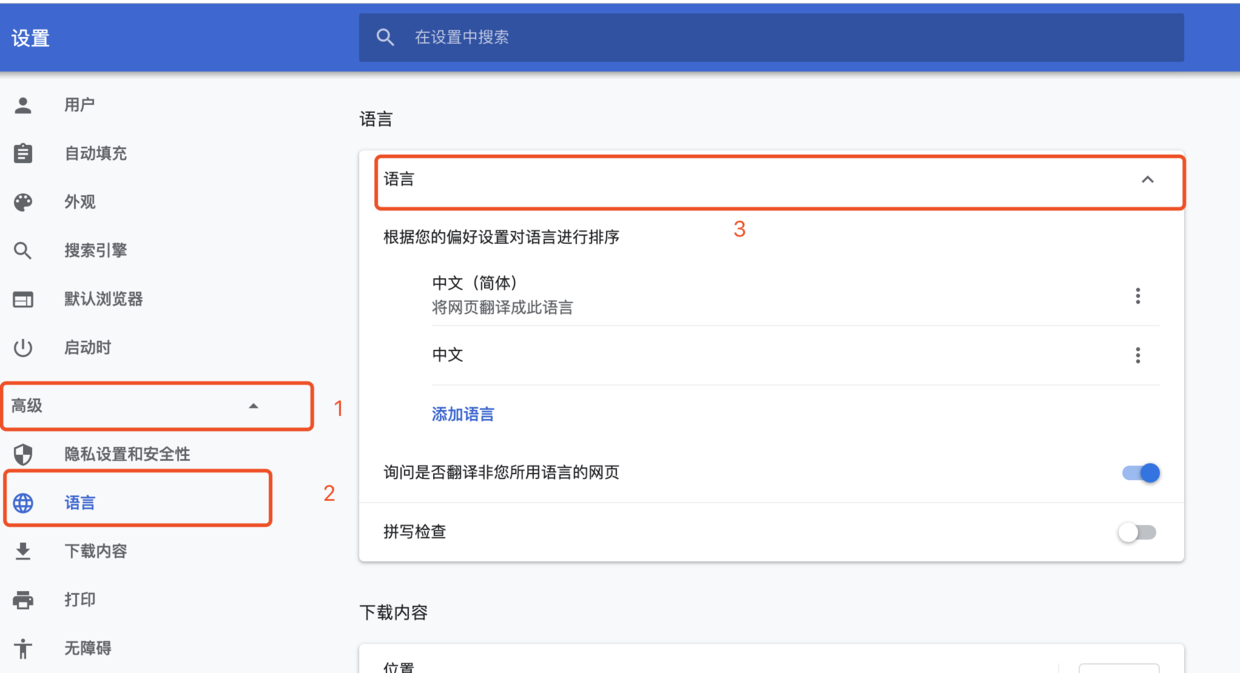 设置
在设置中搜索
用户
自动填充
外观
搜索引擎
默认浏览器
启动时
高级
1
隐私设置和安全性
语言
2
下载内容
打印
无障碍
语言
语言
3
根据您的偏好设置对语言进行排序
中文（简体）
将网页翻译成此语言
中文
添加语言
询问是否翻译非您所用语言的网页
拼写检查
下载内容
位置